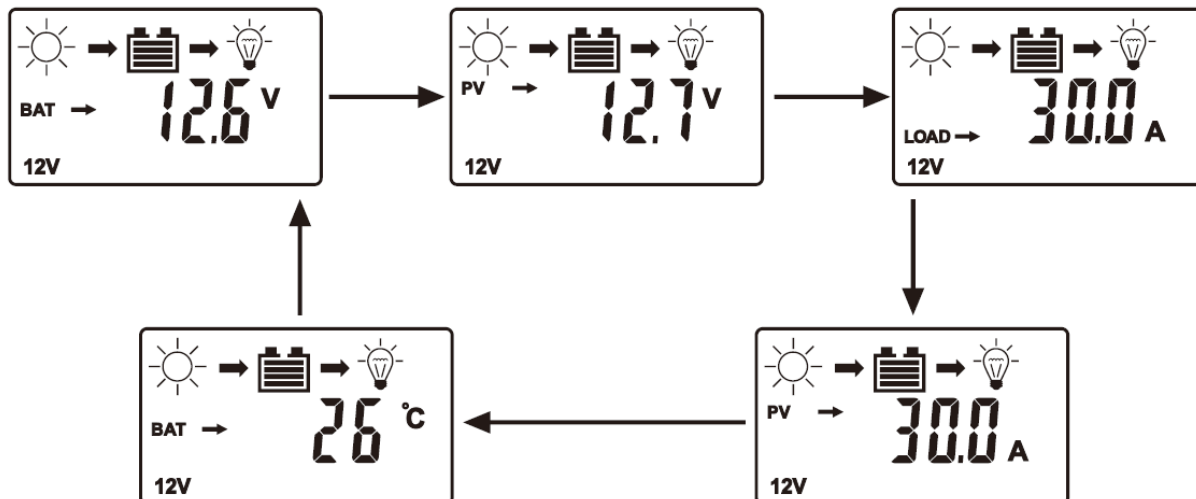 BAT → 12.6 V
12V
PV → 12.7 V
12V
LOAD → 30.0 A
12V
BAT → 26 °C
12V
PV → 30.0 A
12V